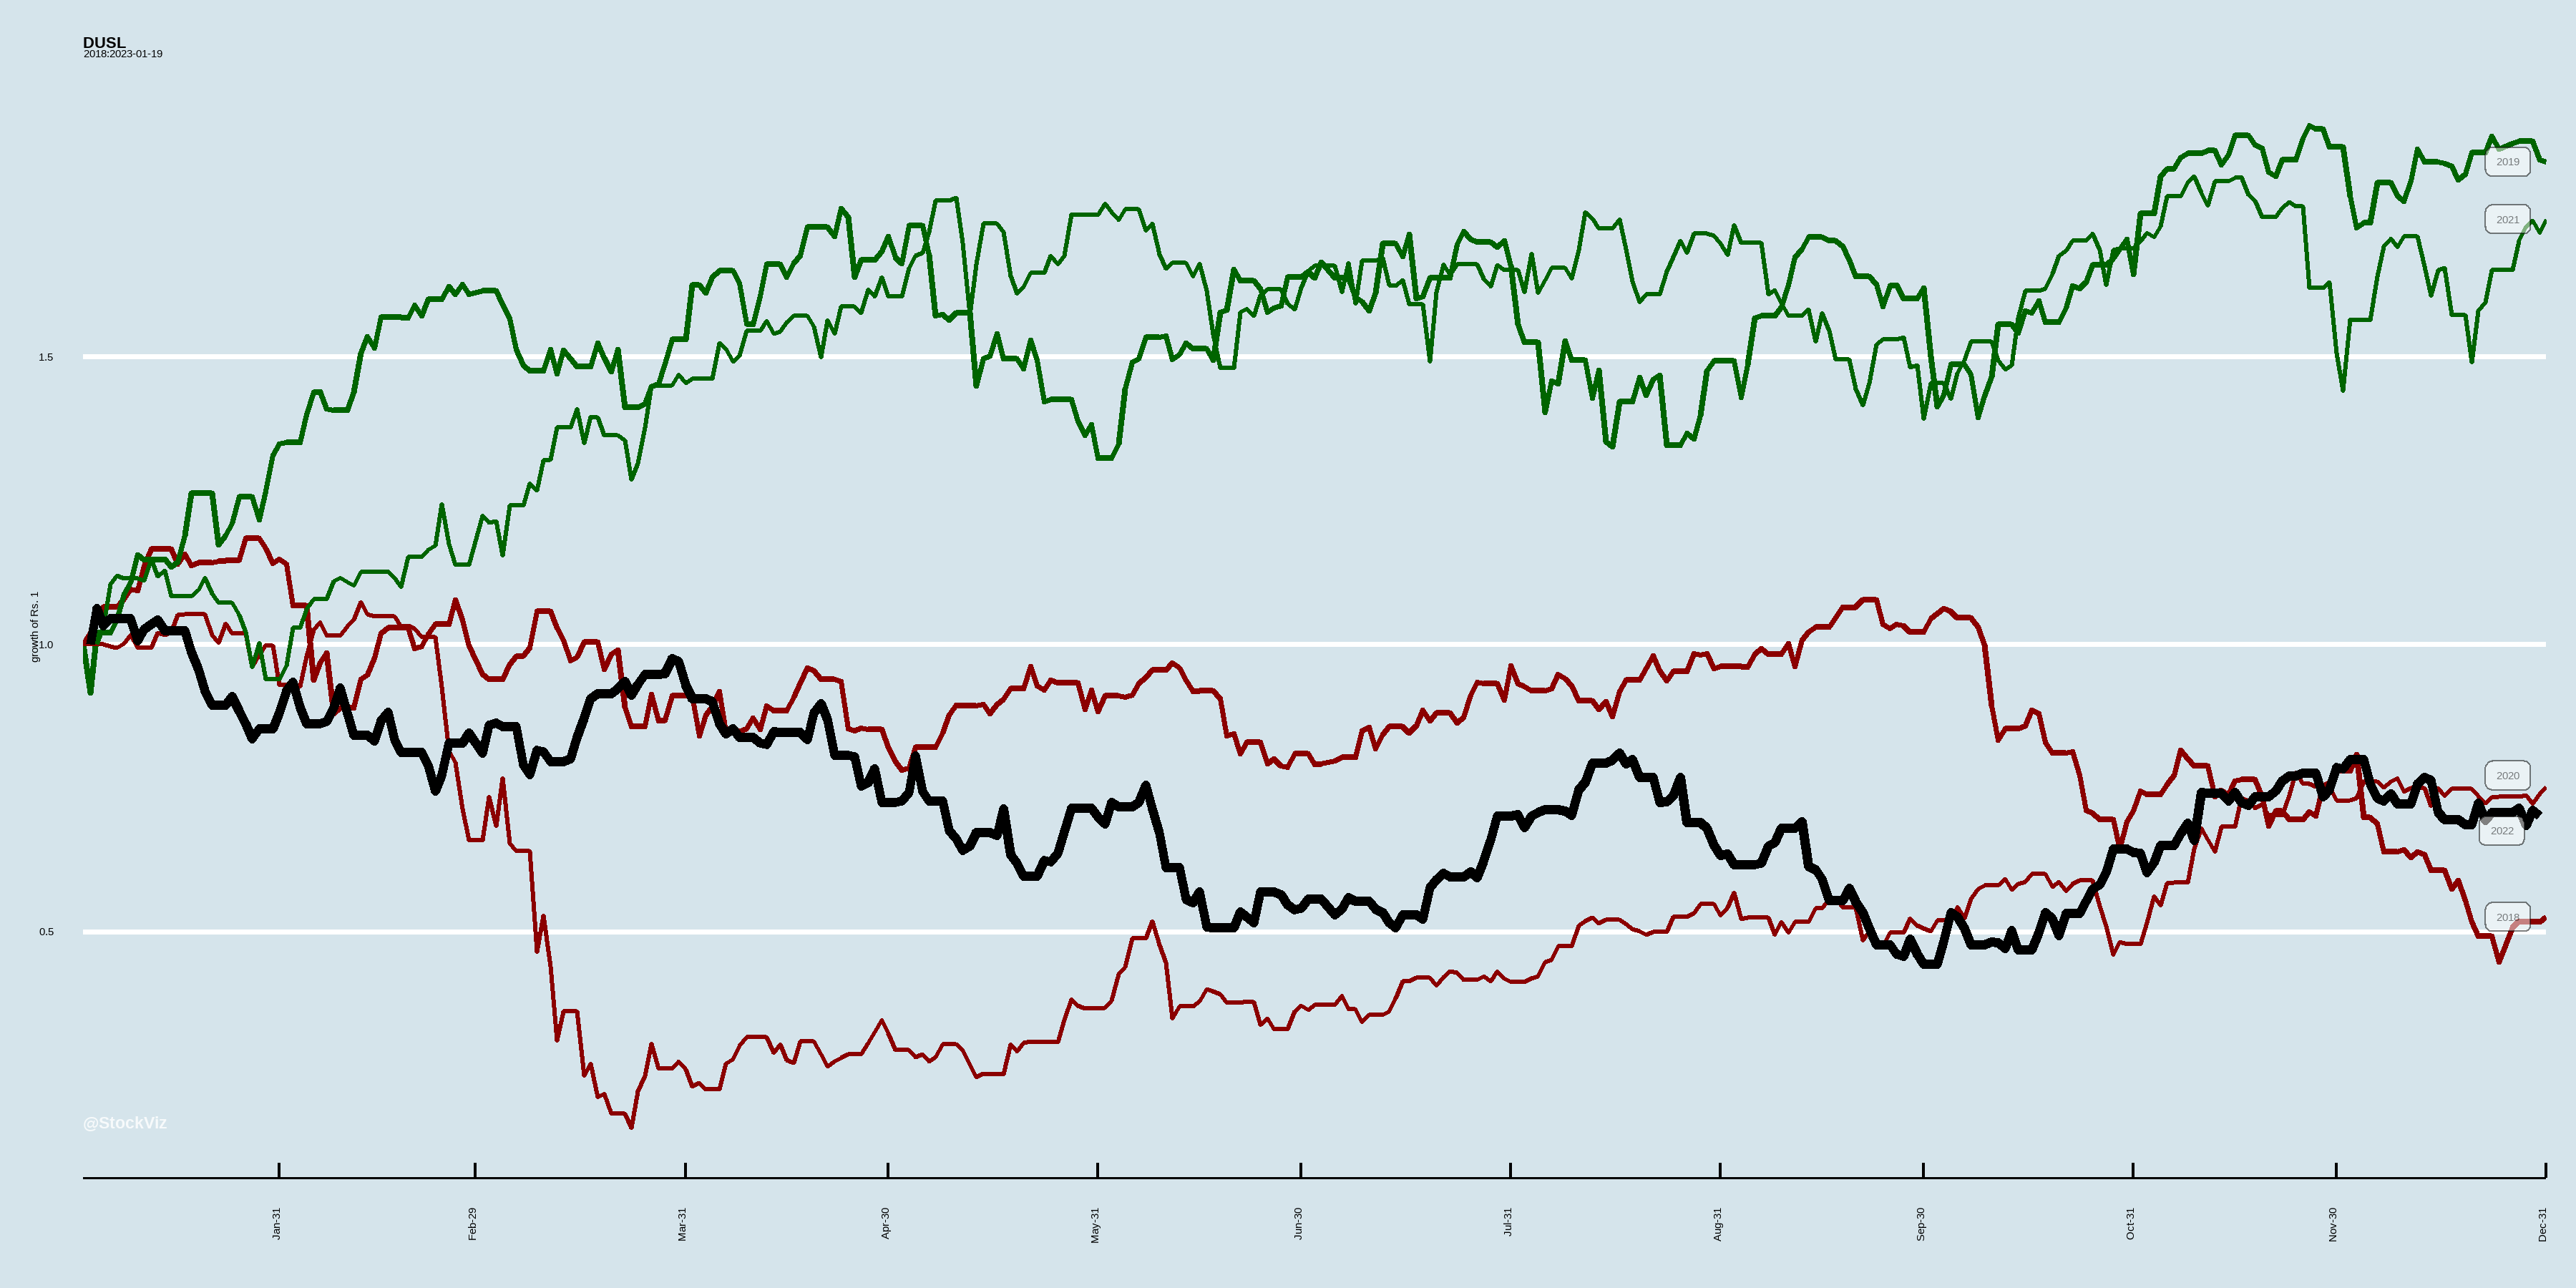 DUSL
2018:2023-01-19
2019
2021
1.5
growth of Rs. 1
1.0
2020
2022
2018
0.5
@StockViz
Jan-31
Feb-29
Mar-31
Apr-30
May-31
Jun-30
Jul-31
Aug-31
Sep-30
Oct-31
Nov-30
Dec-31